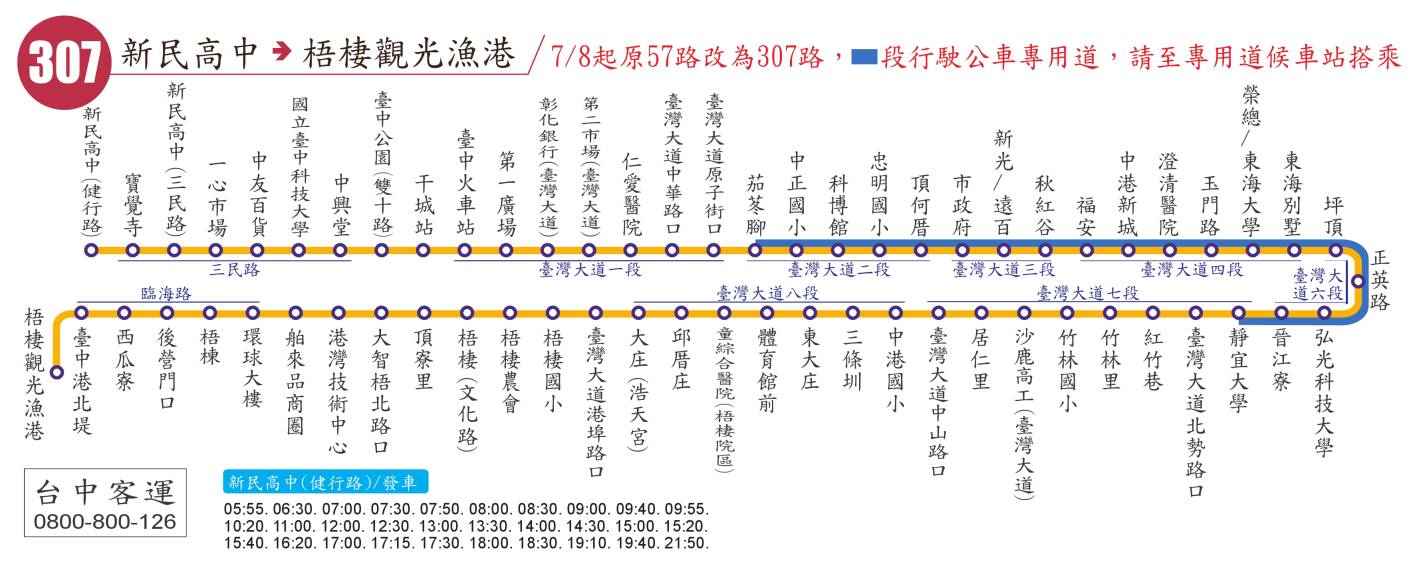 307 新民高中 → 梧棲觀光漁港 / 7/8起原57路改為307路，段行駛公車專用道，請至專用道候車站搭乘
新民高中(健行路)
寶覺寺
新民高中(三民路)
一心市場
中友百貨
國立臺中科技大學
中興堂
臺中公園(雙十路)
干城站
臺中火車站
第一廣場
彰化銀行(臺灣大道)
第二市場(臺灣大道)
仁愛醫院
臺灣大道中華路口
臺灣大道原子街口
茄苳腳
中正國小
科博館
忠明國小
頂何厝
市政府
新光/遠百
秋紅谷
福安
中港新城
澄清醫院
玉門路
榮總/東海大學
東海別墅
坪頂
正英路
三民路
臺灣大道一段
臺灣大道二段
臺灣大道三段
臺灣大道四段
臺灣大
道六段
臨海路
臺灣大道八段
臺灣大道七段
梧棲觀光漁港
臺中港北堤
西瓜寮
後營門口
梧棟
環球大樓
舶來品商圈
港灣技術中心
大智梧北路口
頂寮里
梧棲(文化路)
梧棲農會
梧棲國小
臺灣大道港埠路口
大庄(浩天宮)
邱厝庄
童綜合醫院(梧棲院區)
體育館前
東大庄
三條圳
中港國小
臺灣大道中山路口
居仁里
沙鹿高工(臺灣大道)
竹林國小
竹林里
紅竹巷
臺灣大道北勢路口
靜宜大學
晉江寮
弘光科技大學
台中客運
0800-800-126
新民高中(健行路)/發車
05:55. 06:30. 07:00. 07:30. 07:50. 08:00. 08:30. 09:00. 09:40. 09:55.
10:20. 11:00. 12:00. 12:30. 13:00. 13:30. 14:00. 14:30. 15:00. 15:20.
15:40. 16:20. 17:00. 17:15. 17:30. 18:00. 18:30. 19:10. 19:40. 21:50.